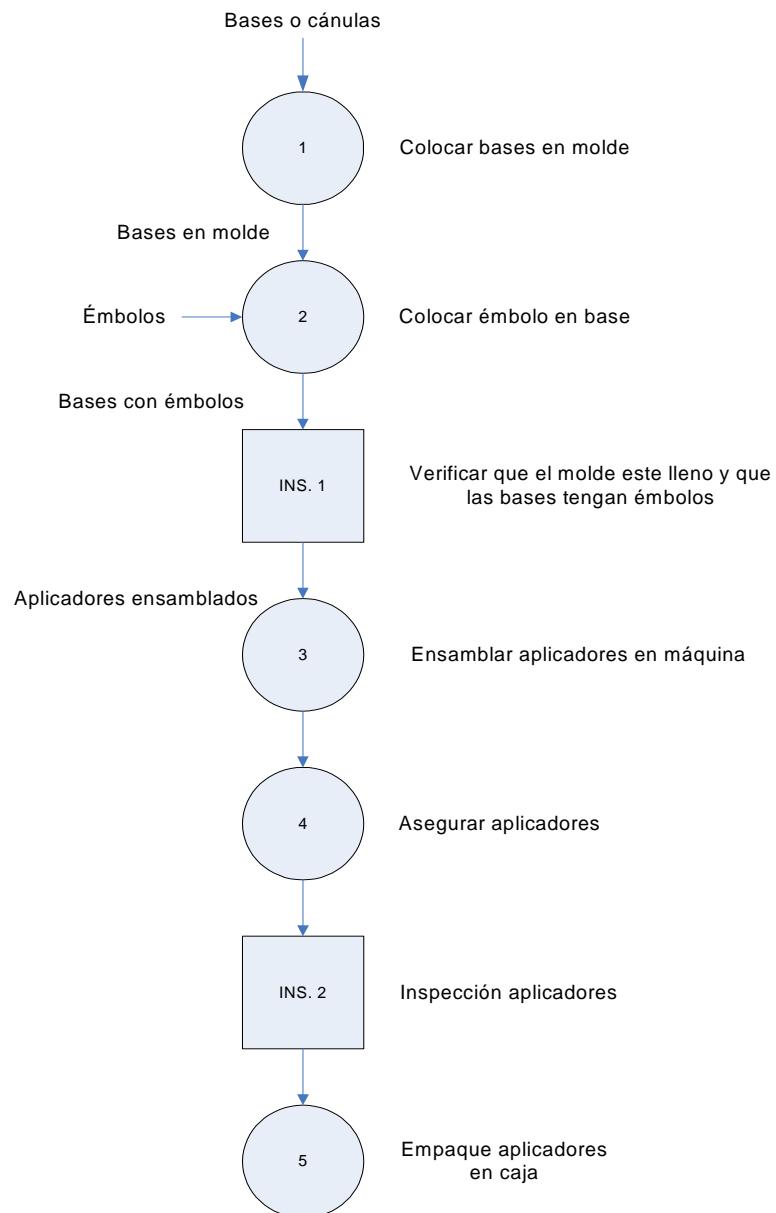 Bases o cánulas
1
Colocar bases en molde
Bases en molde
Émbolos
2
Colocar émbolo en base
Bases con émbolos
INS. 1
Verificar que el molde este lleno y que
las bases tengan émbolos
Aplicadores ensamblados
3
Ensamblar aplicadores en máquina
4
Asegurar aplicadores
INS. 2
Inspección aplicadores
5
Empaque aplicadores
en caja